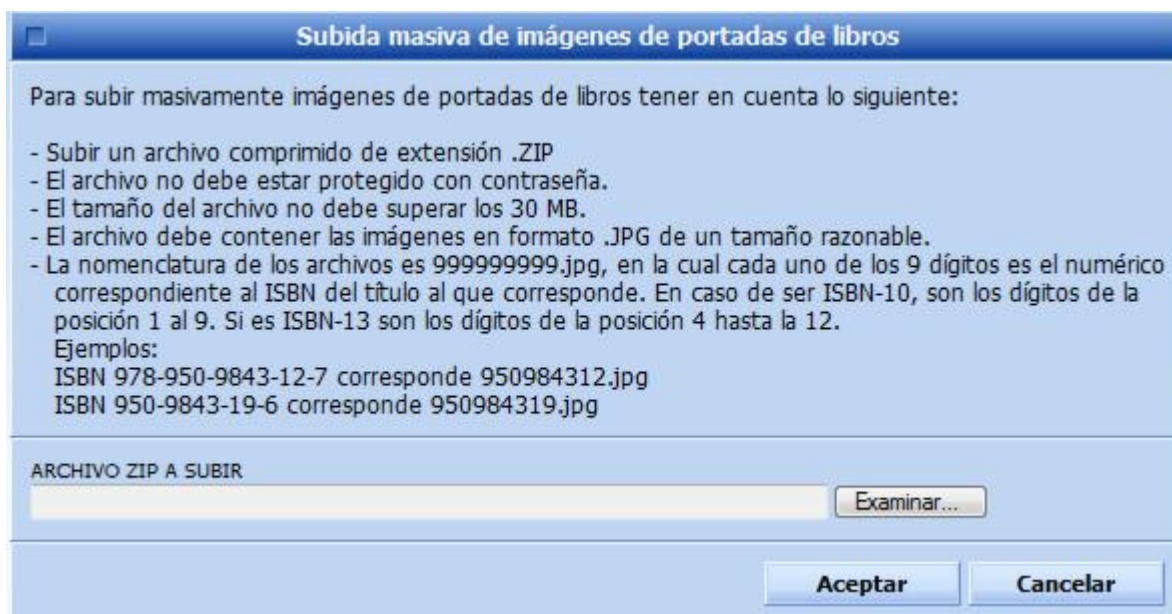 Subida masiva de imágenes de portadas de libros
Para subir masivamente imágenes de portadas de libros tener en cuenta lo siguiente:
- Subir un archivo comprimido de extensión .ZIP
- El archivo no debe estar protegido con contraseña.
- El tamaño del archivo no debe superar los 30 MB.
- El archivo debe contener las imágenes en formato .JPG de un tamaño razonable.
- La nomenclatura de los archivos es 999999999.jpg, en la cual cada uno de los 9 dígitos es el numérico
correspondiente al ISBN del título al que corresponde. En caso de ser ISBN-10, son los dígitos de la
posición 1 al 9. Si es ISBN-13 son los dígitos de la posición 4 hasta la 12.
Ejemplos:
ISBN 978-950-9843-12-7 corresponde 950984312.jpg
ISBN 950-9843-19-6 corresponde 950984319.jpg
ARCHIVO ZIP A SUBIR
Examinar...
Aceptar Cancelar